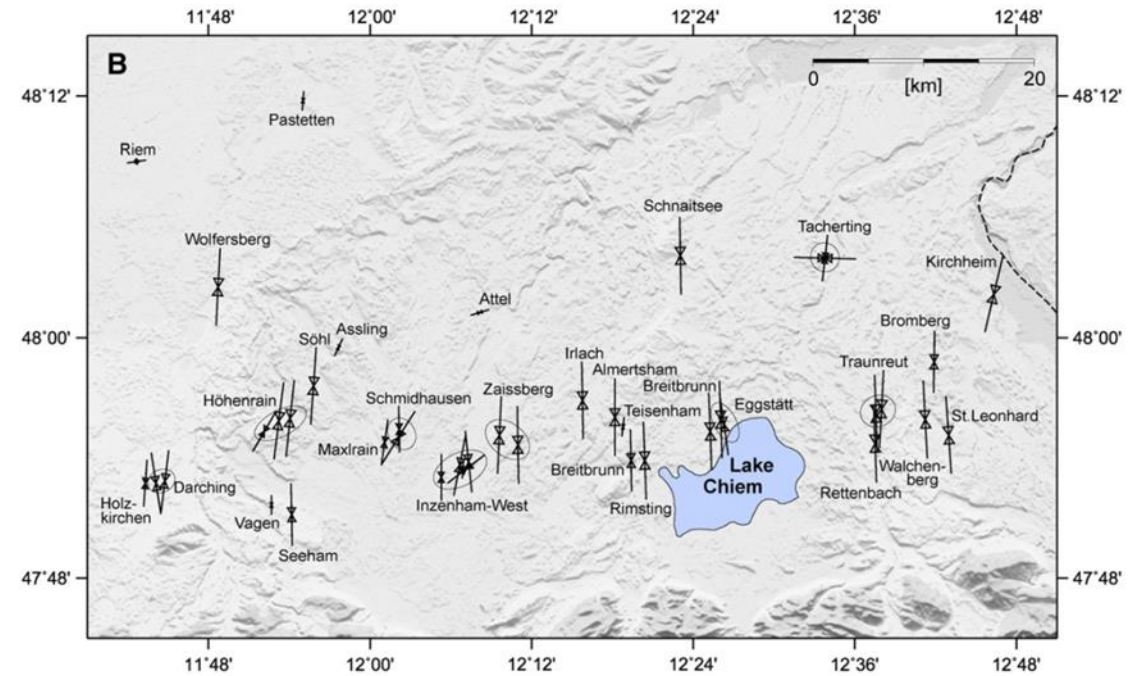 11°48'
12°00'
12°12'
12°24'
12°36'
12°48'
B
0
20
[km]
48°12'
48°12'
Pastetten
Riem
Schnaitsee
Wolfersberg
Tacherting
Kirchheim
Attel
48°00'
48°00'
Söhl
Assling
Bromberg
Irlach
Almertsham
Traunreut
Höhenrain
Schmidhausen
Zaissberg
Breitbrunn
Eggstätt
Teisenham
St.Leonhard
Maxlrain
Breitbrunn
Lake
Chiem
Walchen-
berg
Darching
Holz-
kirchen
Inzenham-West
Rimsting
Rettenbach
Vagen
Seeham
47°48'
47°48'
11°48'
12°00'
12°12'
12°24'
12°36'
12°48'